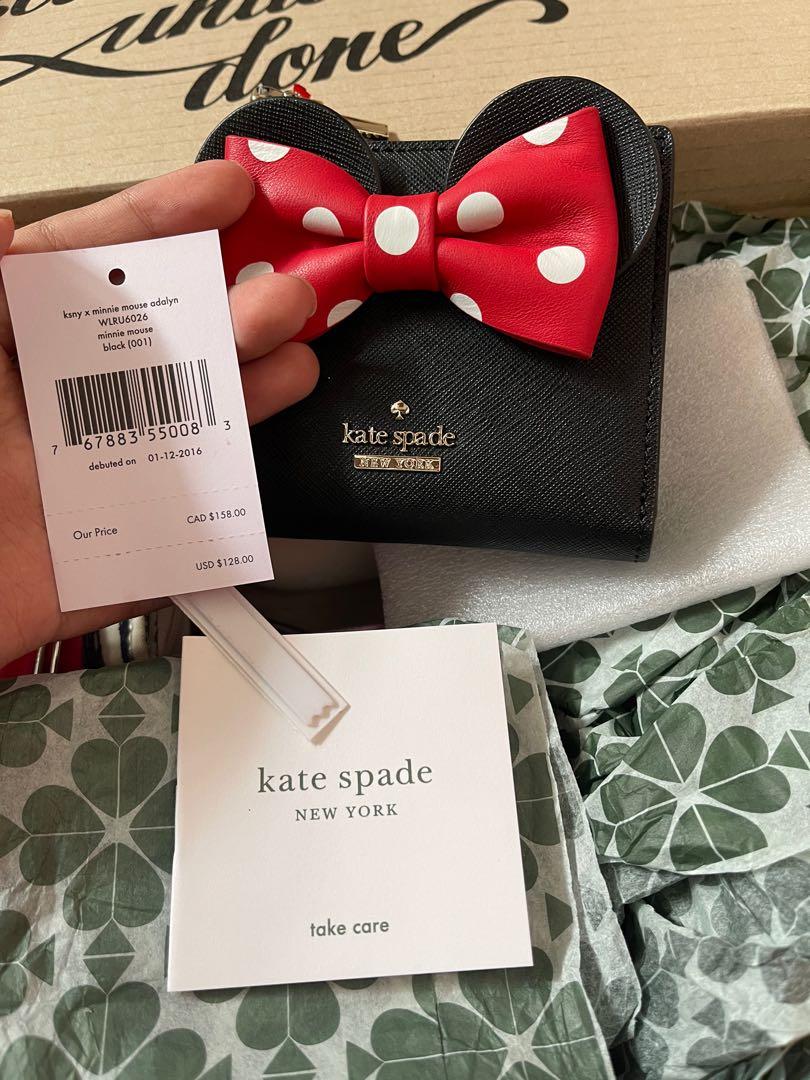 done
ksny x minnie mouse adalyn
WLRU6026
minnie mouse
black (001)
7 67883 55008 3
debuted on 01-12-2016
Our Price CAD $158.00
USD $128.00
kate spade
NEW YORK
kate spade
NEW YORK
take care